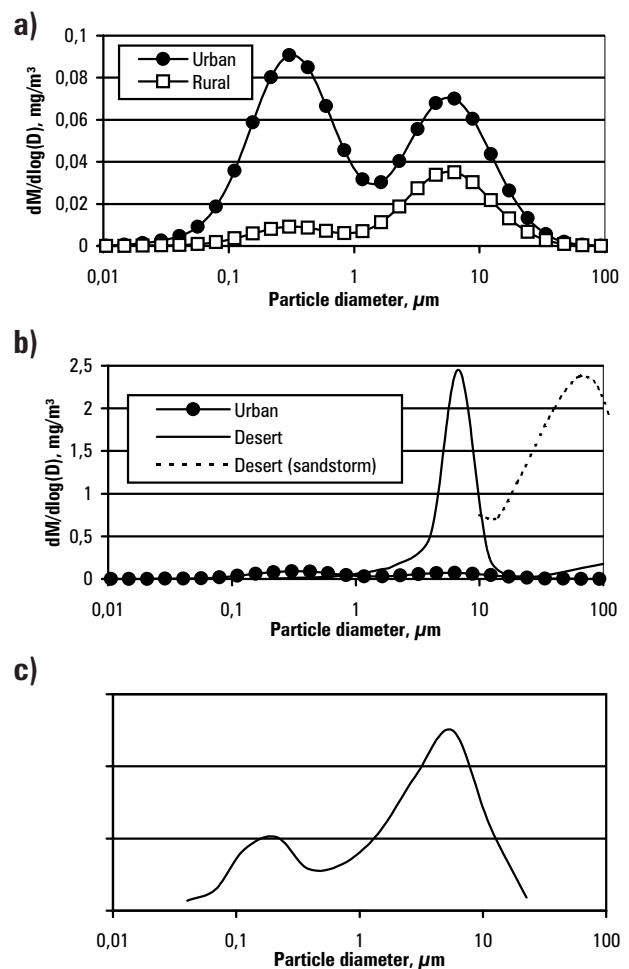 a)
0,1
0,08
0,06
0,04
0,02
0
dM/dlog(D), mg/m³
Urban
Rural
0,01 0,1 1 10 100
Particle diameter, µm
b)
2,5
2
1,5
1
0,5
0
dM/dlog(D), mg/m³
Urban
Desert
Desert (sandstorm)
0,01 0,1 1 10 100
Particle diameter, µm
c)
0,01 0,1 1 10 100
Particle diameter, µm